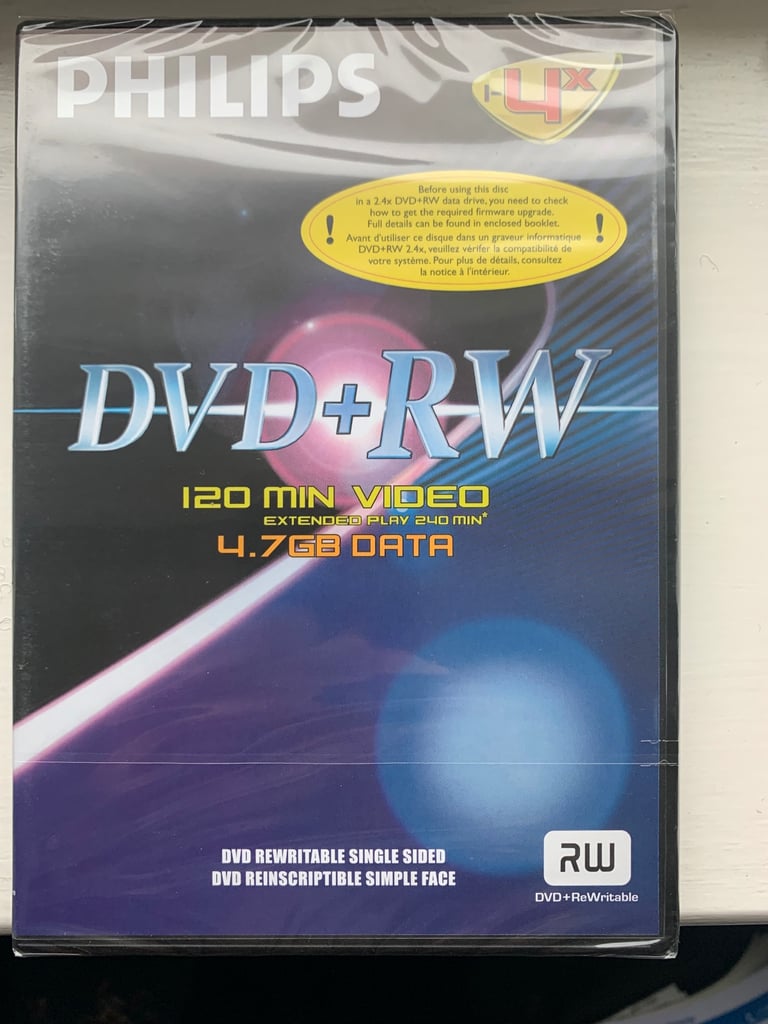 PHILIPS
1-4x
Before using this disc
in a 2.4x DVD+RW data drive, you need to check
how to get the required firmware upgrade.
Full details can be found in enclosed booklet.
! !
Avant d'utiliser ce disque dans un graveur informatique
DVD+RW 2.4x, veuillez vérifer la compatibilité de
votre système. Pour plus de détails, consultez
la notice à l'intérieur.
DVD+RW
120 MIN VIDEO
EXTENDED PLAY 240 MIN*
4.7GB DATA
DVD REWRITABLE SINGLE SIDED
DVD REINSCRIPTIBLE SIMPLE FACE
RW
DVD+ReWritable